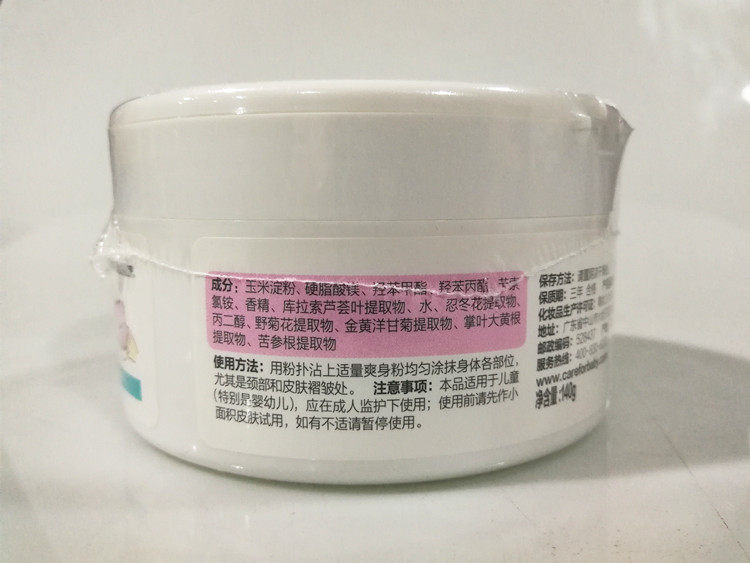 成分：玉米淀粉、硬脂酸镁、羟苯甲酯、羟苯丙酯、苄索
氯铵、香精、库拉索芦荟叶提取物、水、忍冬花提取物、
丙二醇、野菊花提取物、金黄洋甘菊提取物、掌叶大黄根
提取物、苦参根提取物
使用方法：用粉扑沾上适量爽身粉均匀涂抹身体各部位，
尤其是颈部和皮肤褶皱处。 注意事项：本品适用于儿童
（特别是婴幼儿），应在成人监护下使用；使用前请先作小
面积皮肤试用，如有不适请暂停使用。
保存方法：
保质期：三年
化妆品生产许可证：
地址：广东省中山
邮政编码：528437
服务热线：400-830-
www.careforbaby.
净含量：140g